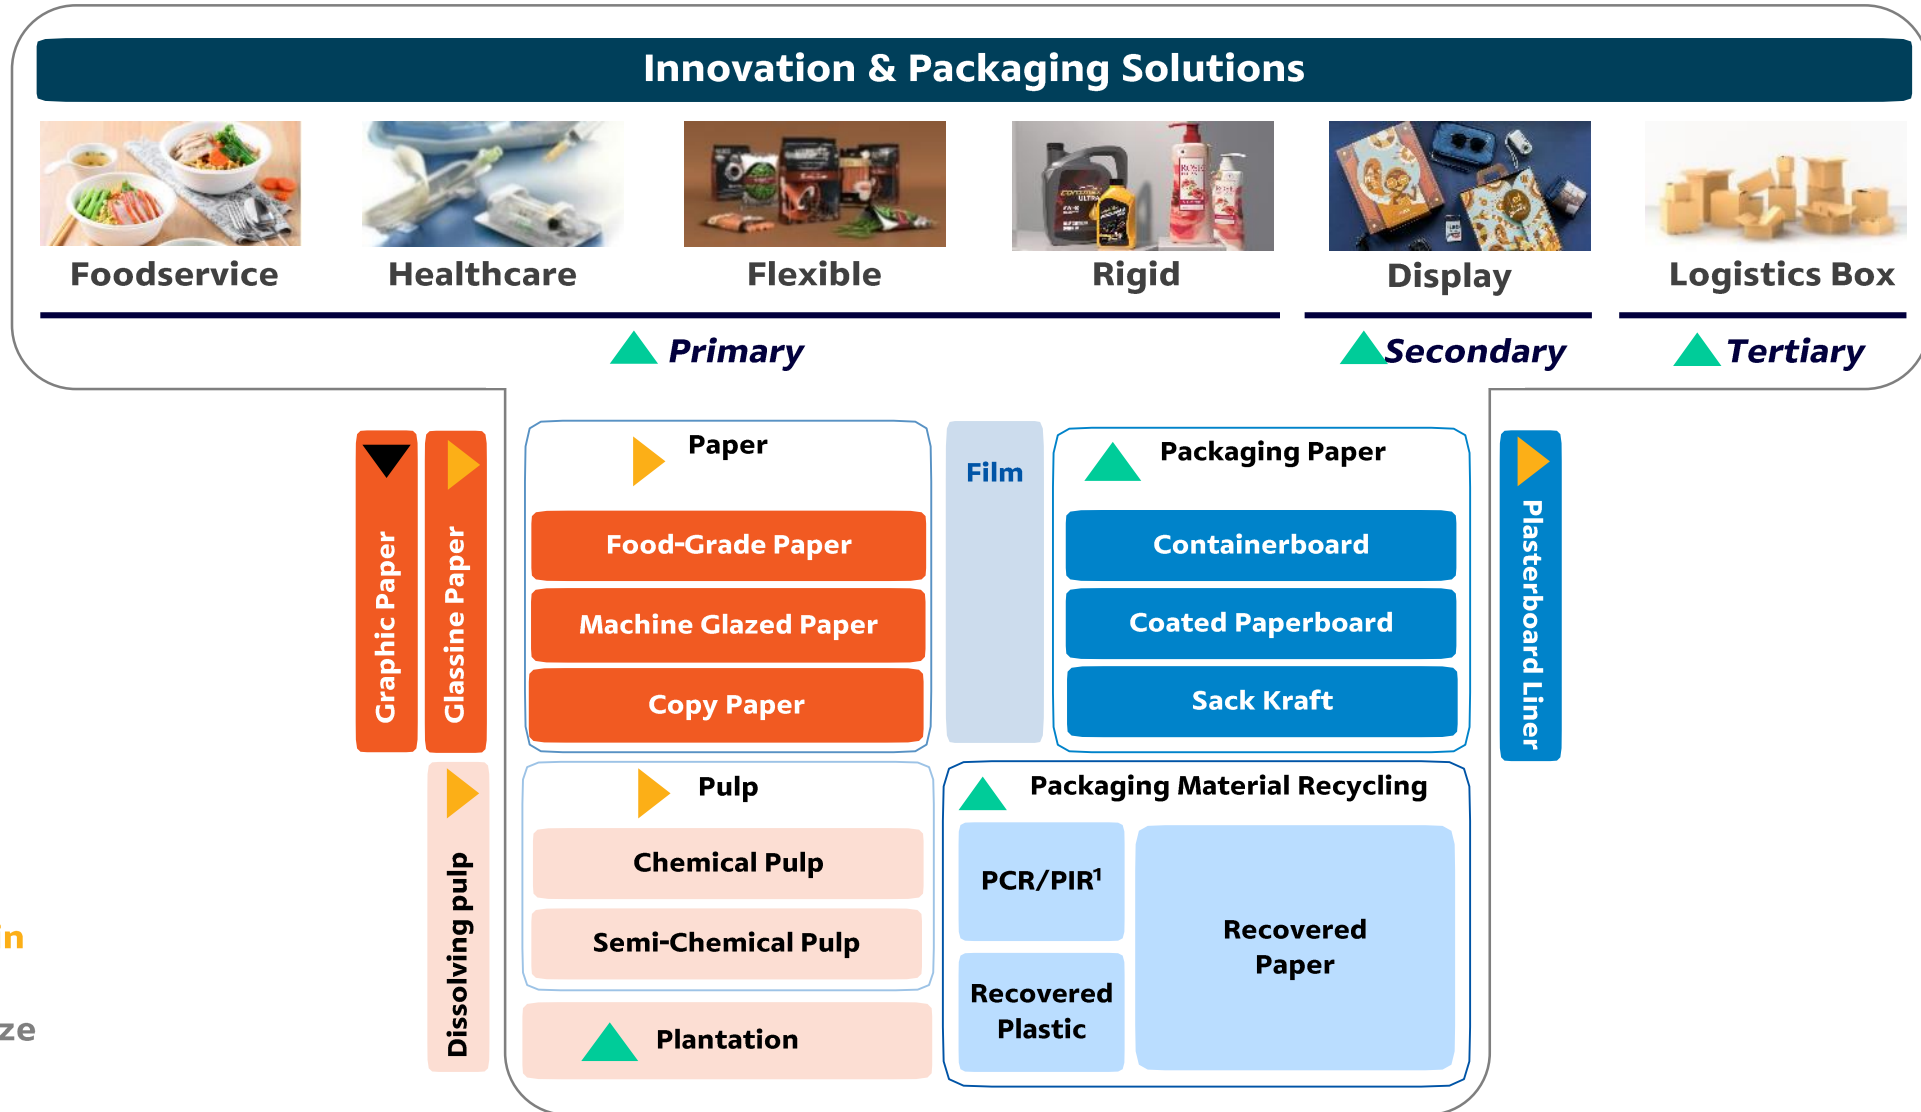 Innovation & Packaging Solutions
Foodservice
Healthcare
Flexible
Rigid
Display
Logistics Box
Primary
Secondary
Tertiary
Graphic Paper
Glassine Paper
Paper
Food-Grade Paper
Machine Glazed Paper
Copy Paper
Film
Packaging Paper
Containerboard
Coated Paperboard
Sack Kraft
Plasterboard Liner
Dissolving pulp
Pulp
Chemical Pulp
Semi-Chemical Pulp
Plantation
Packaging Material Recycling
PCR/PIR¹
Recovered
Plastic
Recovered
Paper